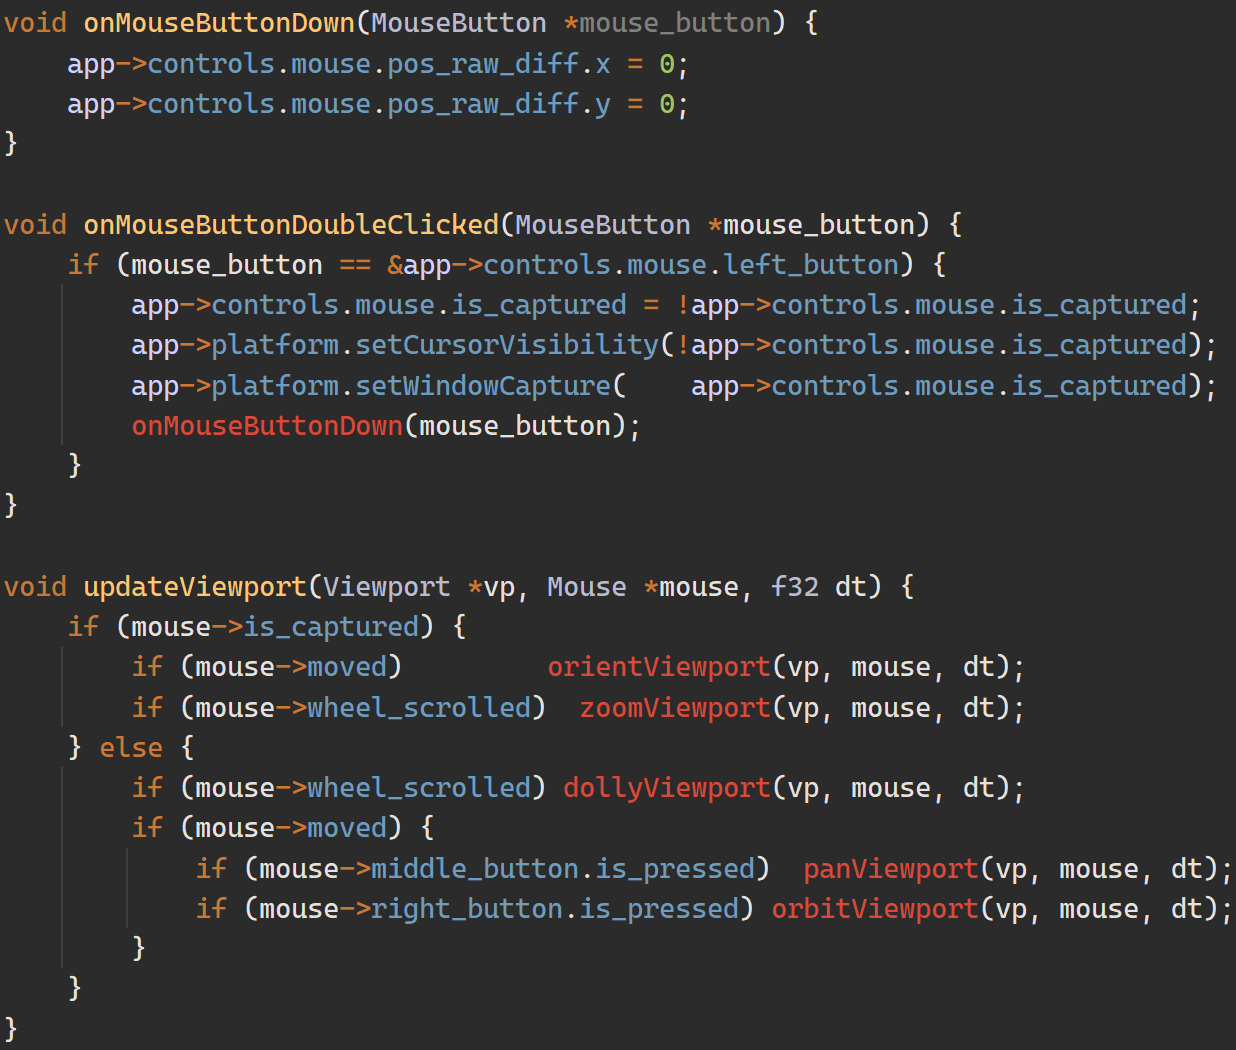 void onMouseButtonDown(MouseButton *mouse_button) {
    app->controls.mouse.pos_raw_diff.x = 0;
    app->controls.mouse.pos_raw_diff.y = 0;
}

void onMouseButtonDoubleClicked(MouseButton *mouse_button) {
    if (mouse_button == &app->controls.mouse.left_button) {
        app->controls.mouse.is_captured = !app->controls.mouse.is_captured;
        app->platform.setCursorVisibility(!app->controls.mouse.is_captured);
        app->platform.setWindowCapture(    app->controls.mouse.is_captured);
        onMouseButtonDown(mouse_button);
    }
}

void updateViewport(Viewport *vp, Mouse *mouse, f32 dt) {
    if (mouse->is_captured) {
        if (mouse->moved)         orientViewport(vp, mouse, dt);
        if (mouse->wheel_scrolled)  zoomViewport(vp, mouse, dt);
    } else {
        if (mouse->wheel_scrolled) dollyViewport(vp, mouse, dt);
        if (mouse->moved) {
            if (mouse->middle_button.is_pressed)  panViewport(vp, mouse, dt);
            if (mouse->right_button.is_pressed) orbitViewport(vp, mouse, dt);
        }
    }
}